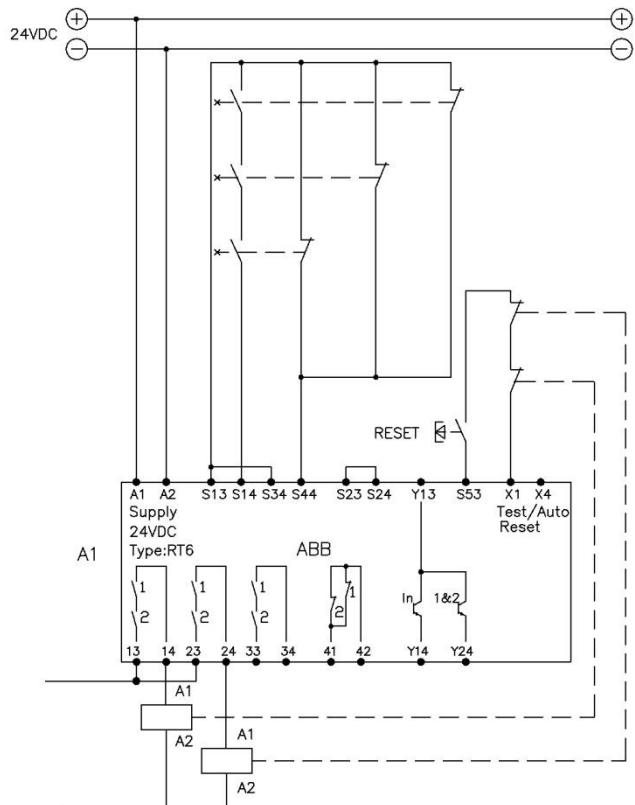 24VDC
+ +
− −
RESET
A1 A2 S13 S14 S34 S44 S23 S24 Y13 S53 X1 X4
Supply Test/Auto
24VDC Reset
Type:RT6
A1 ABB
1 1 1 1 In 1&2
2 2 2 2
13 14 23 24 33 34 41 42 Y14 Y24
A1
A2
A1
A2